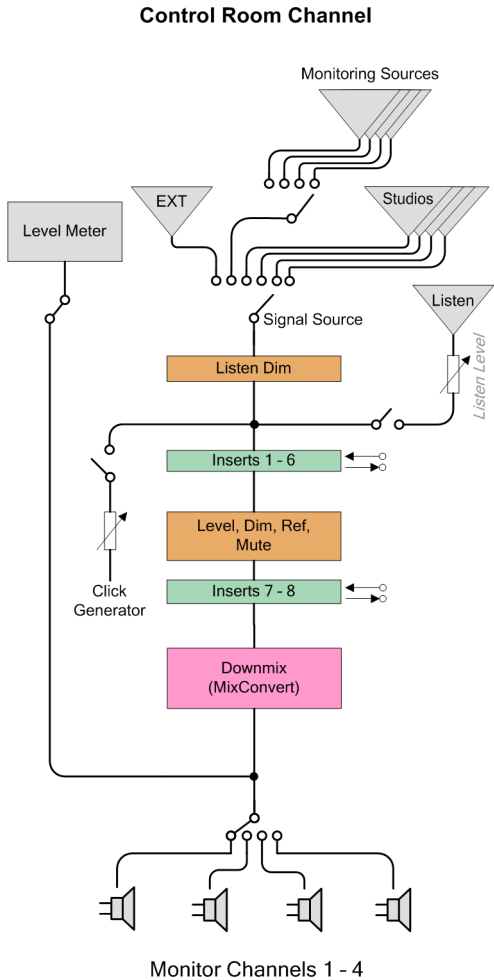 Control Room Channel
Monitoring Sources
EXT
Studios
Level Meter
Listen
Signal Source
Listen Level
Listen Dim
Inserts 1 - 6
Level, Dim, Ref,
Mute
Click
Generator
Inserts 7 - 8
Downmix
(MixConvert)
Monitor Channels 1 - 4